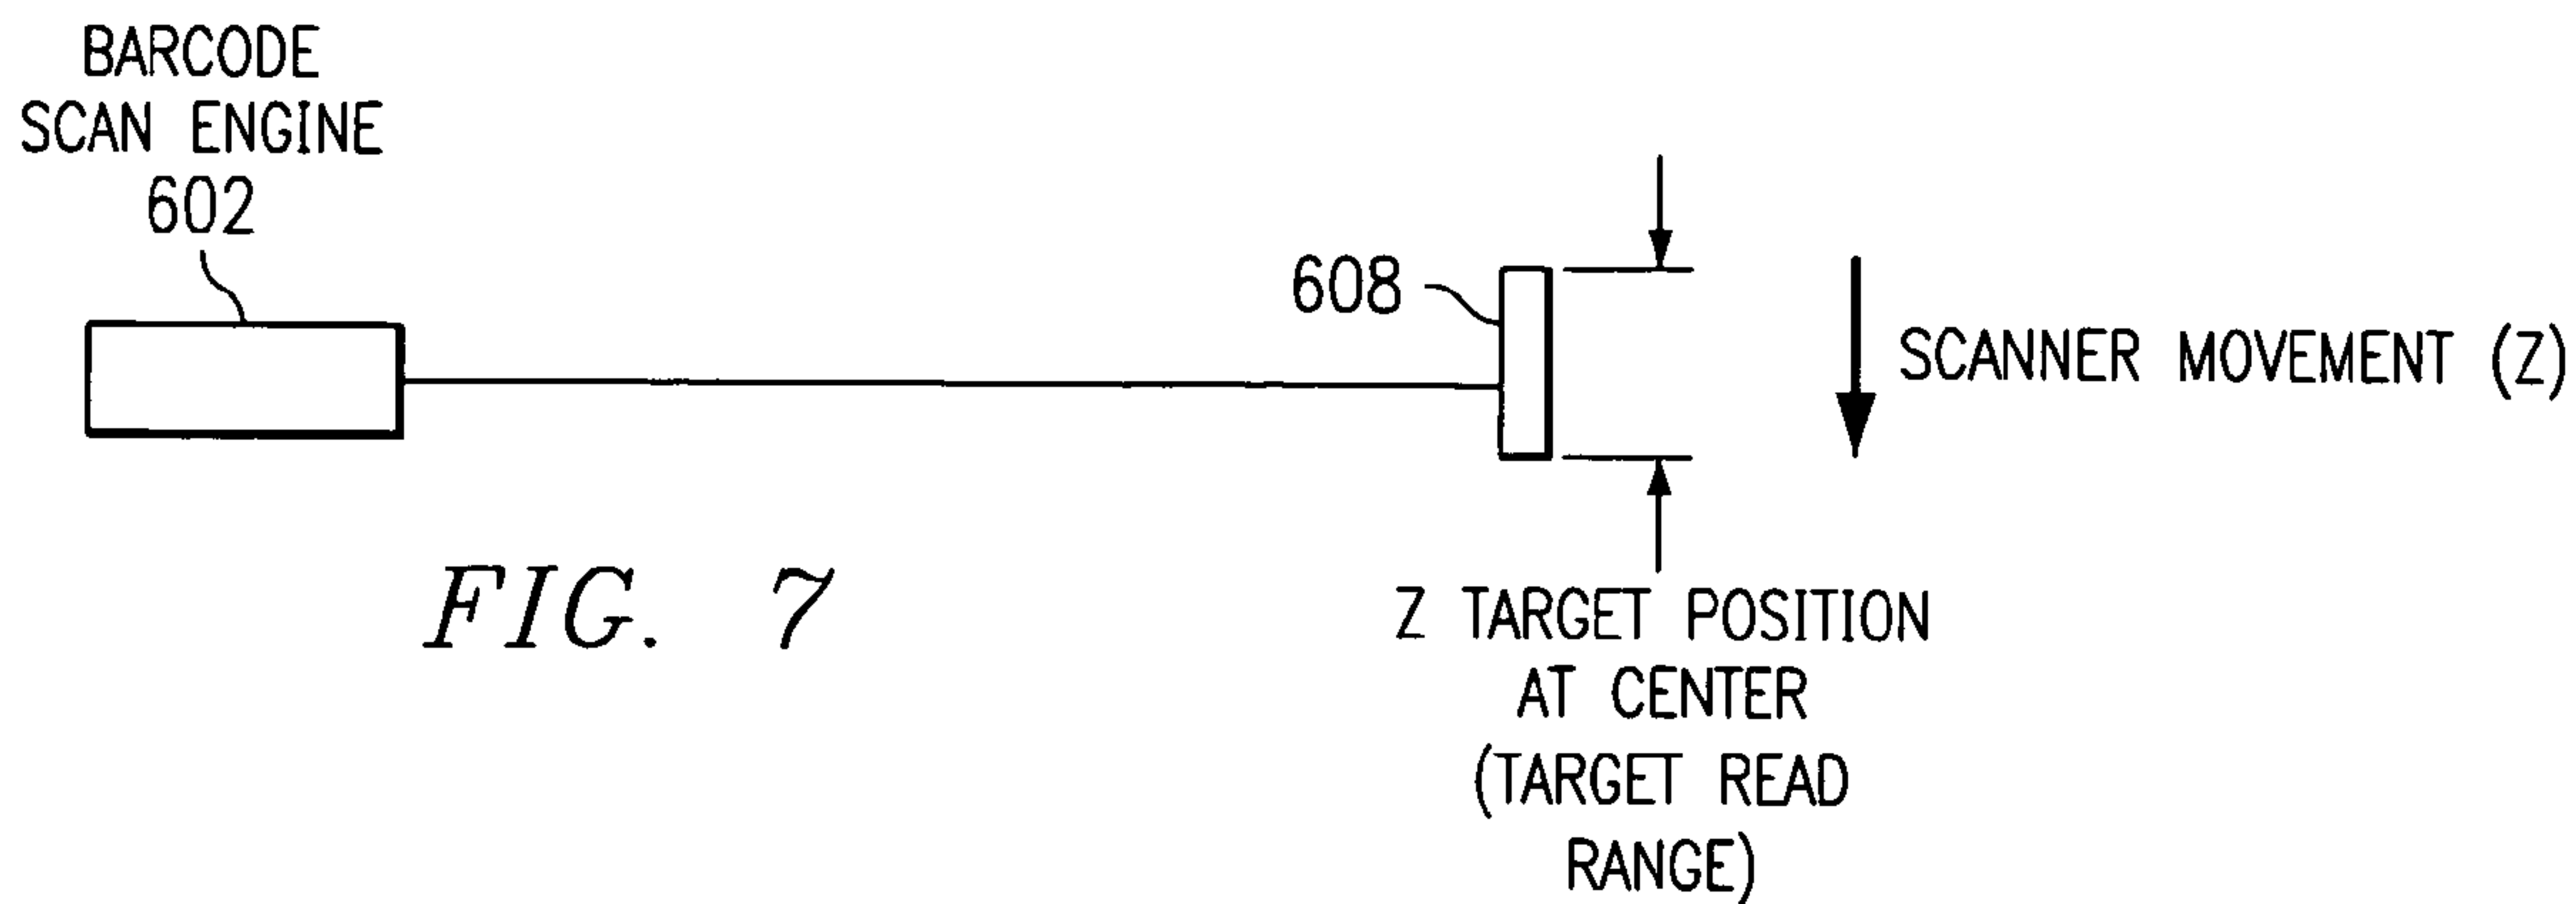 BARCODE
SCAN ENGINE
602
608
SCANNER MOVEMENT (Z)
Z TARGET POSITION
AT CENTER
(TARGET READ
RANGE)
FIG. 7